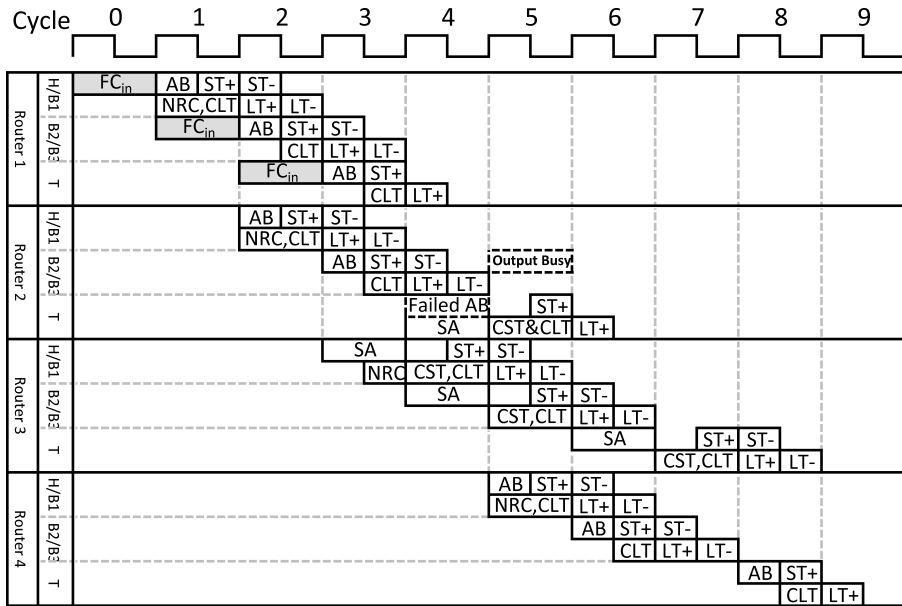 Cycle 0 1 2 3 4 5 6 7 8 9
Router 1
H/B1
FCin AB ST+ ST-
NRC,CLT LT+ LT-
B2/B3
FCin AB ST+ ST-
CLT LT+ LT-
T
FCin AB ST+
CLT LT+
Router 2
H/B1
AB ST+ ST-
NRC,CLT LT+ LT-
B2/B3
AB ST+ ST- Output Busy
CLT LT+ LT-
T
Failed AB ST+
SA CST&CLT LT+
Router 3
H/B1
SA ST+ ST-
NRC CST,CLT LT+ LT-
B2/B3
SA ST+ ST-
CST,CLT LT+ LT-
T
SA ST+ ST-
CST,CLT LT+ LT-
Router 4
H/B1
AB ST+ ST-
NRC,CLT LT+ LT-
B2/B3
AB ST+ ST-
CLT LT+ LT-
T
AB ST+
CLT LT+